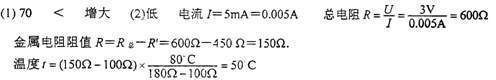 (1) 70 < 增大 (2)低 电流 I=5mA=0.005A 总电阻 R=U/I=3V/0.005A=600Ω
金属电阻阻值 R=R总-R'=600Ω-450 Ω=150Ω.
温度 t=(150Ω-100Ω)×80°C/(180Ω-100Ω)=50°C